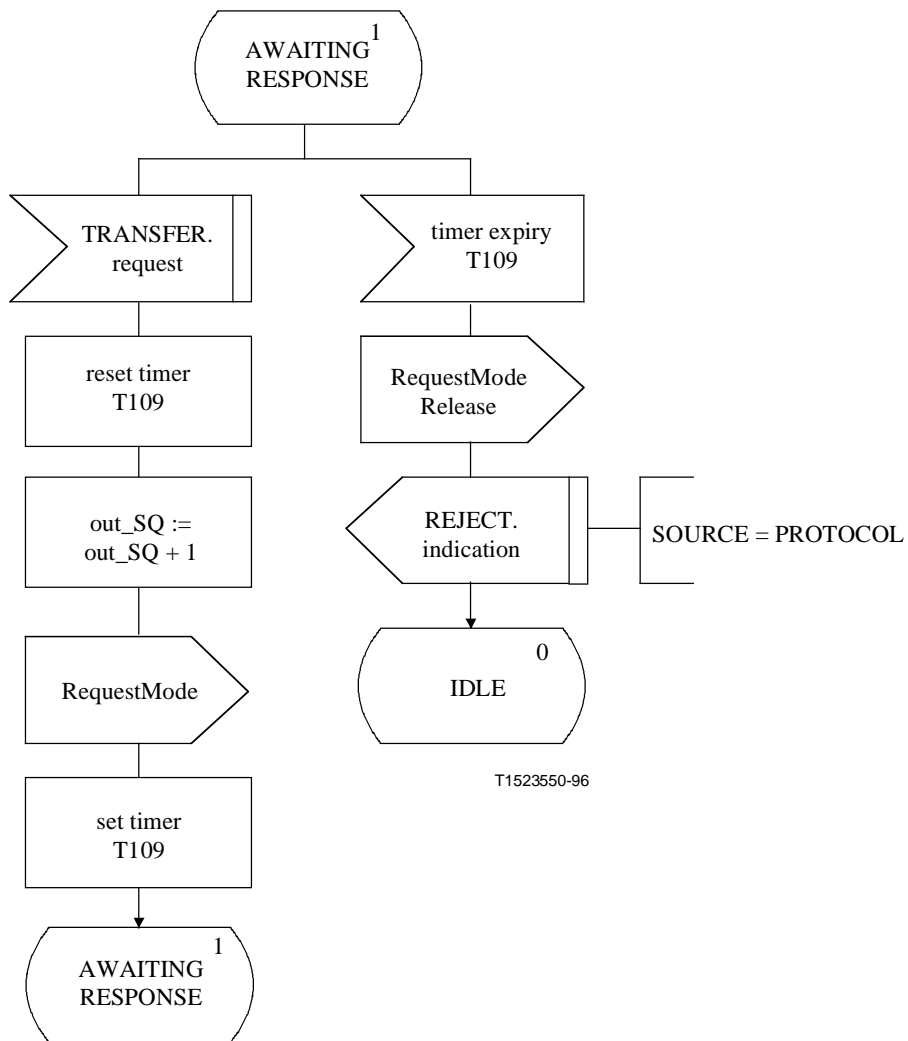 1
AWAITING
RESPONSE
TRANSFER.
request
reset timer
T109
out_SQ :=
out_SQ + 1
RequestMode
set timer
T109
1
AWAITING
RESPONSE
timer expiry
T109
RequestMode
Release
REJECT.
indication
SOURCE = PROTOCOL
0
IDLE
T1523550-96